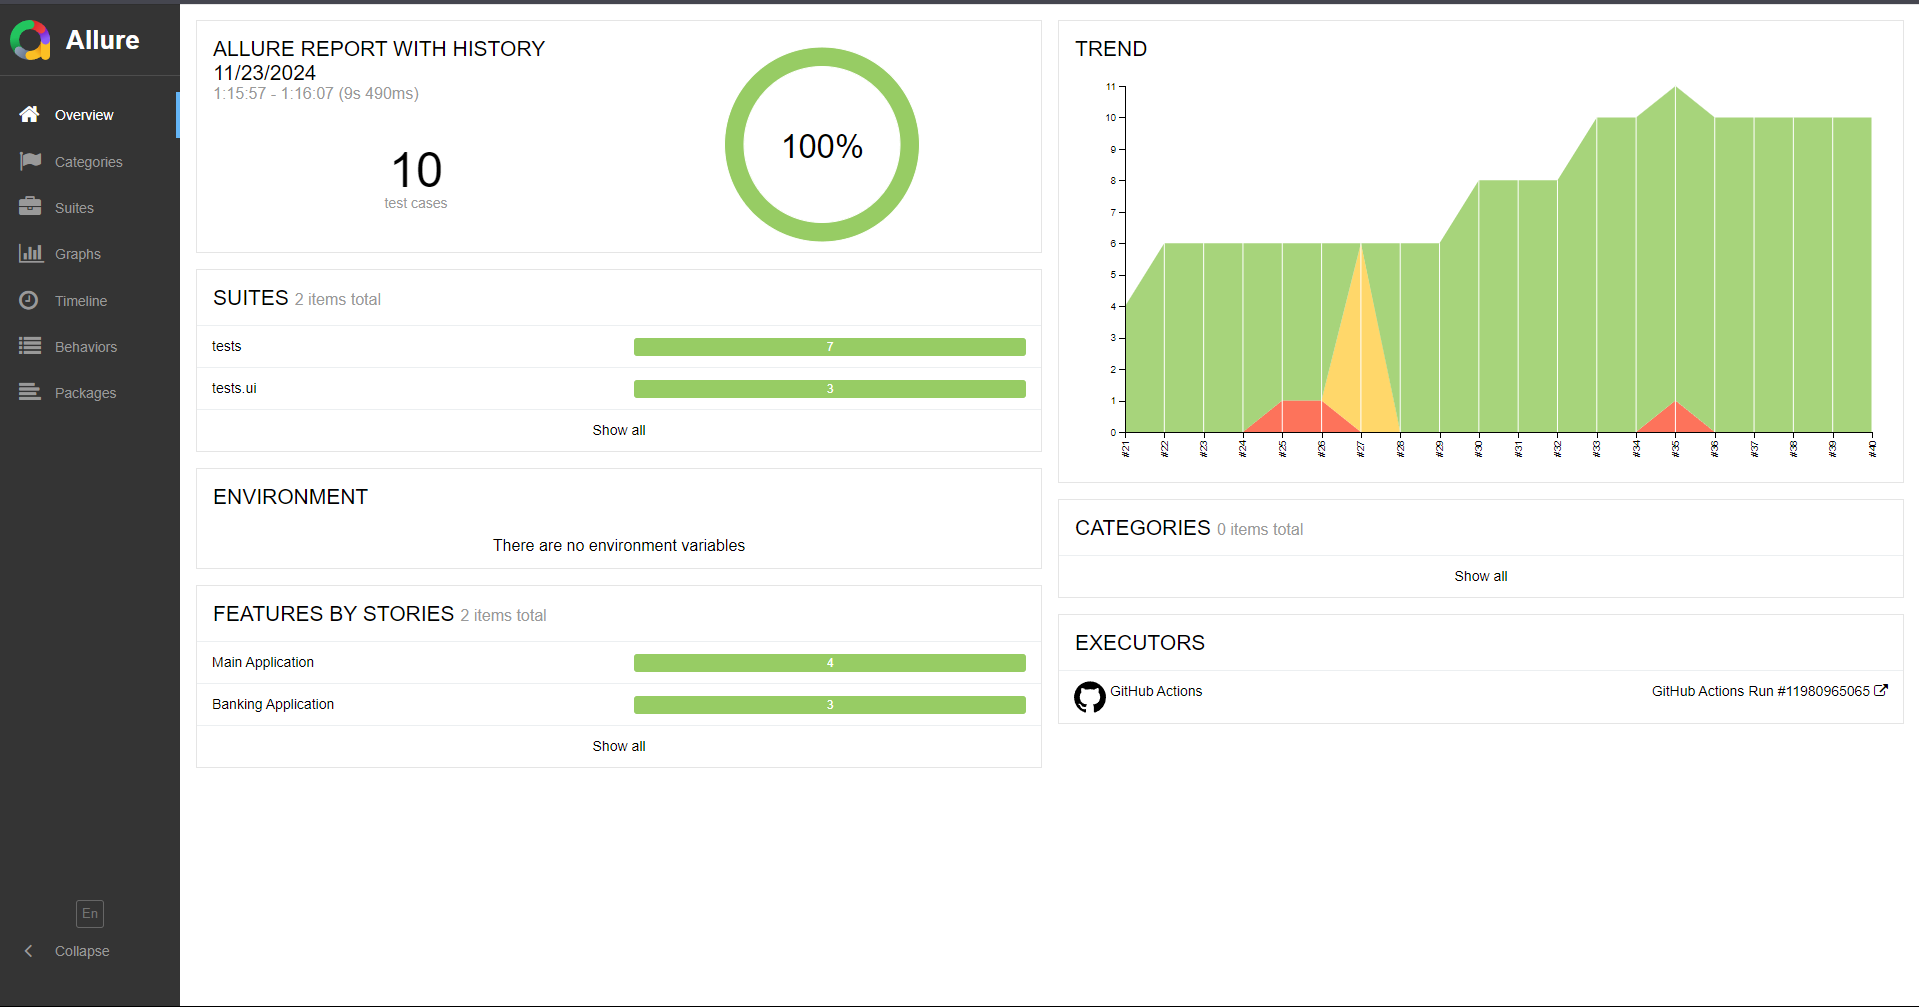 Allure
Overview
Categories
Suites
Graphs
Timeline
Behaviors
Packages
En
Collapse
ALLURE REPORT WITH HISTORY
11/23/2024
1:15:57 - 1:16:07 (9s 490ms)
10
test cases
100%
SUITES 2 items total
tests 7
tests.ui 3
Show all
ENVIRONMENT
There are no environment variables
FEATURES BY STORIES 2 items total
Main Application 4
Banking Application 3
Show all
TREND
11
10
9
8
7
6
5
4
3
2
1
0
#21 #22 #23 #24 #25 #26 #27 #28 #29 #30 #31 #32 #33 #34 #35 #36 #37 #38 #39 #40
CATEGORIES 0 items total
Show all
EXECUTORS
GitHub Actions GitHub Actions Run #11980965065